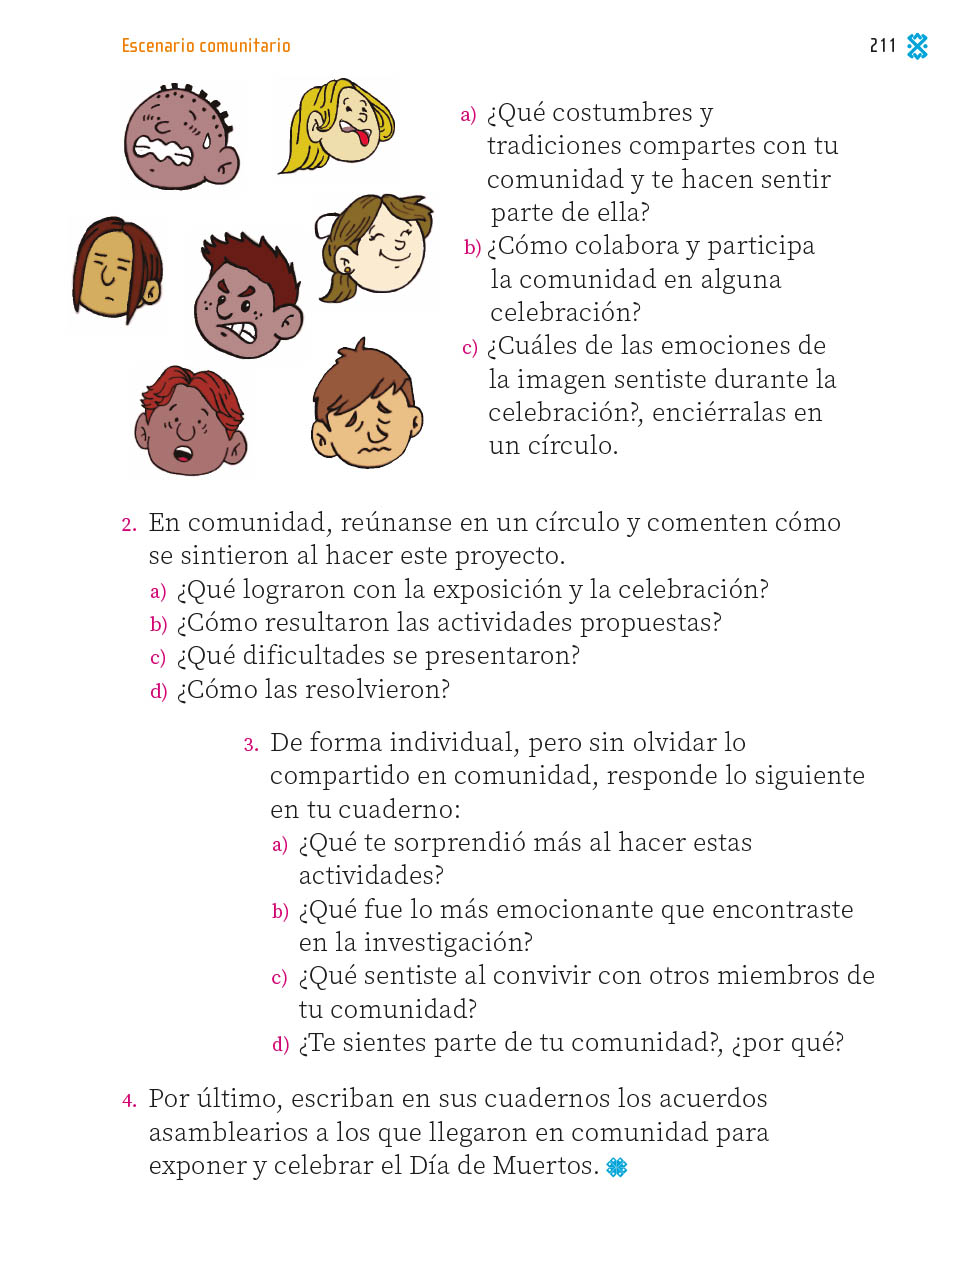 Escenario comunitario
211
a) ¿Qué costumbres y
tradiciones compartes con tu
comunidad y te hacen sentir
parte de ella?
b) ¿Cómo colabora y participa
la comunidad en alguna
celebración?
c) ¿Cuáles de las emociones de
la imagen sentiste durante la
celebración?, enciérralas en
un círculo.
2. En comunidad, reúnanse en un círculo y comenten cómo
se sintieron al hacer este proyecto.
a) ¿Qué lograron con la exposición y la celebración?
b) ¿Cómo resultaron las actividades propuestas?
c) ¿Qué dificultades se presentaron?
d) ¿Cómo las resolvieron?
3. De forma individual, pero sin olvidar lo
compartido en comunidad, responde lo siguiente
en tu cuaderno:
a) ¿Qué te sorprendió más al hacer estas
actividades?
b) ¿Qué fue lo más emocionante que encontraste
en la investigación?
c) ¿Qué sentiste al convivir con otros miembros de
tu comunidad?
d) ¿Te sientes parte de tu comunidad?, ¿por qué?
4. Por último, escriban en sus cuadernos los acuerdos
asamblearios a los que llegaron en comunidad para
exponer y celebrar el Día de Muertos.